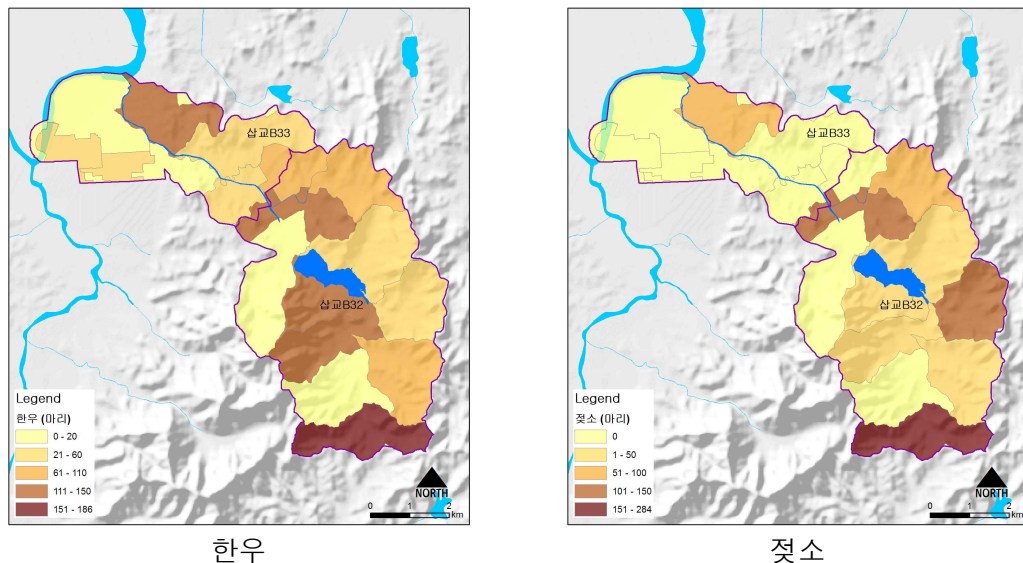 삽교B33
삽교B32
Legend
한우 (마리)
0 - 20
21 - 60
61 - 110
111 - 150
151 - 186
NORTH
0 1 2
km
한우
삽교B33
삽교B32
Legend
젖소 (마리)
0
1 - 50
51 - 100
101 - 150
151 - 284
NORTH
0 1 2
km
젖소